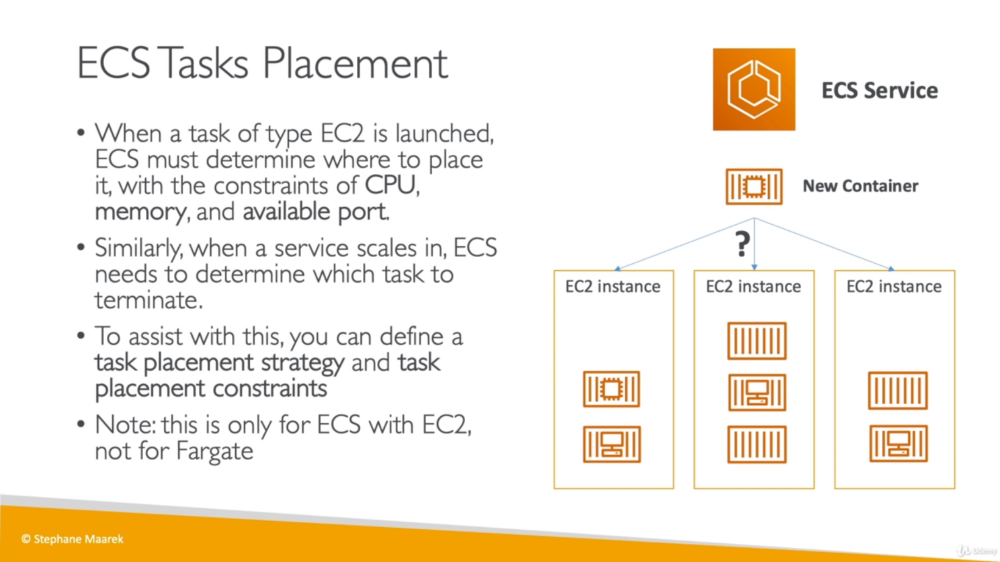 ECS Tasks Placement
• When a task of type EC2 is launched,
ECS must determine where to place
it, with the constraints of CPU,
memory, and available port.
• Similarly, when a service scales in, ECS
needs to determine which task to
terminate.
• To assist with this, you can define a
task placement strategy and task
placement constraints
• Note: this is only for ECS with EC2,
not for Fargate
ECS Service
New Container
?
EC2 instance
EC2 instance
EC2 instance
© Stephane Maarek
Udemy